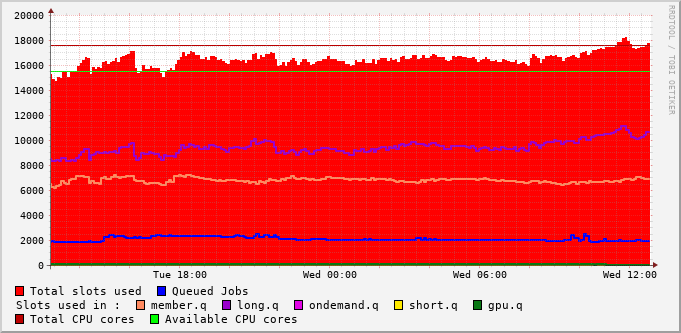 20000
18000
16000
14000
12000
10000
8000
6000
4000
2000
0
Tue 18:00 Wed 00:00 Wed 06:00 Wed 12:00
Total slots used Queued Jobs
Slots used in : member.q long.q ondemand.q short.q gpu.q
Total CPU cores Available CPU cores
RRDTOOL / TOBI OETIKER